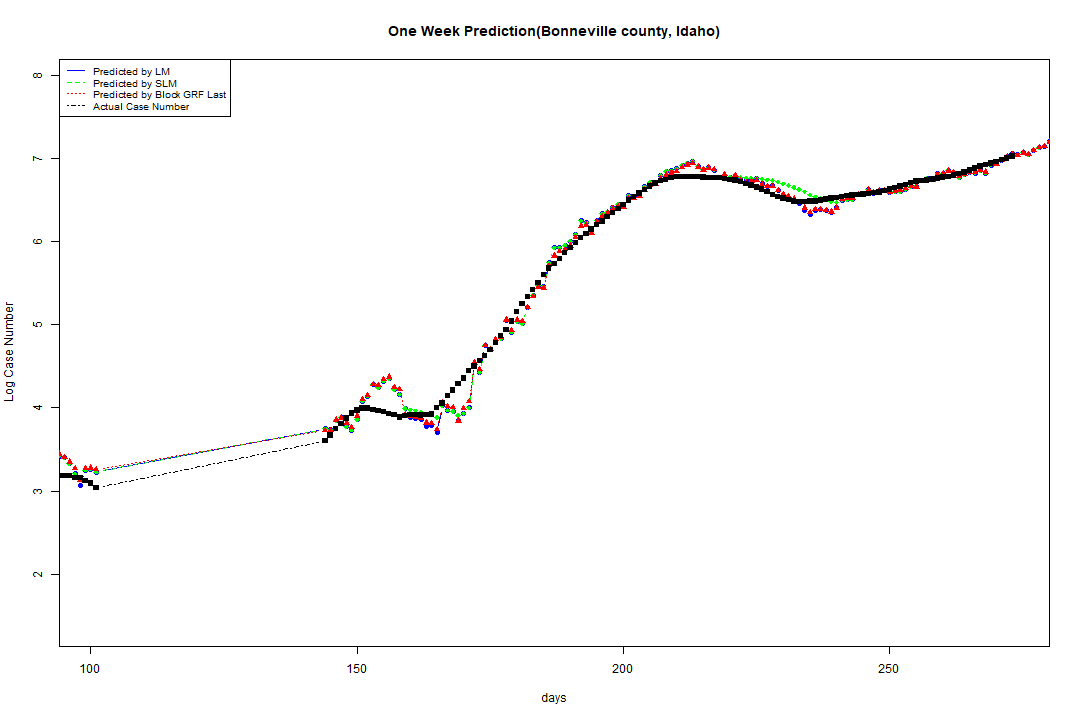 One Week Prediction(Bonneville county, Idaho)
Predicted by LM
Predicted by SLM
Predicted by Block GRF Last
Actual Case Number
8
7
6
5
4
3
2
Log Case Number
100 150 200 250
days